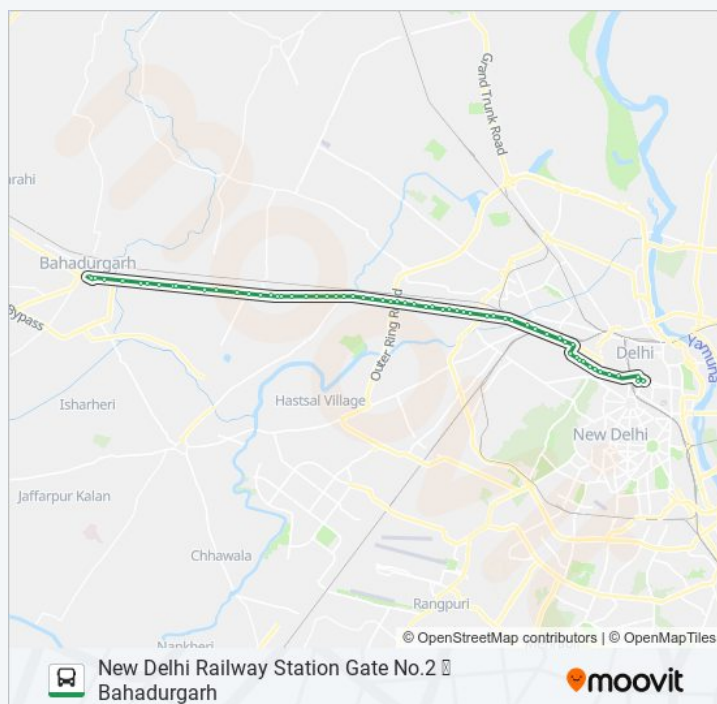 Grand Trunk Road
arahi
Bahadurgarh
Bypass
Outer Ring Road
Delhi
Yamuna
Isharheri
Hastsal Village
New Delhi
Jaffarpur Kalan
Chhawala
Rangpuri
Nankheri
© OpenStreetMap contributors | © OpenMapTiles
New Delhi Railway Station Gate No.2
Bahadurgarh
moovit